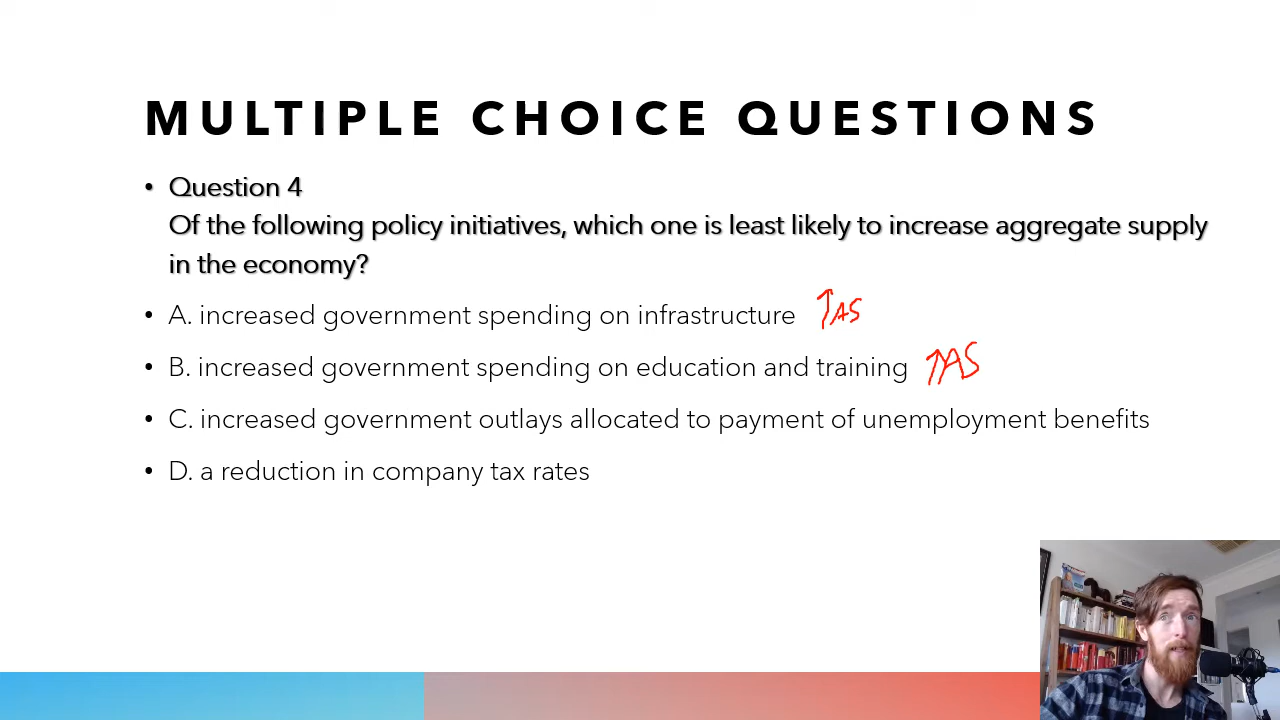 MULTIPLE CHOICE QUESTIONS
• Question 4
Of the following policy initiatives, which one is least likely to increase aggregate supply
in the economy?
• A. increased government spending on infrastructure ↑AS
• B. increased government spending on education and training ↑AS
• C. increased government outlays allocated to payment of unemployment benefits
• D. a reduction in company tax rates